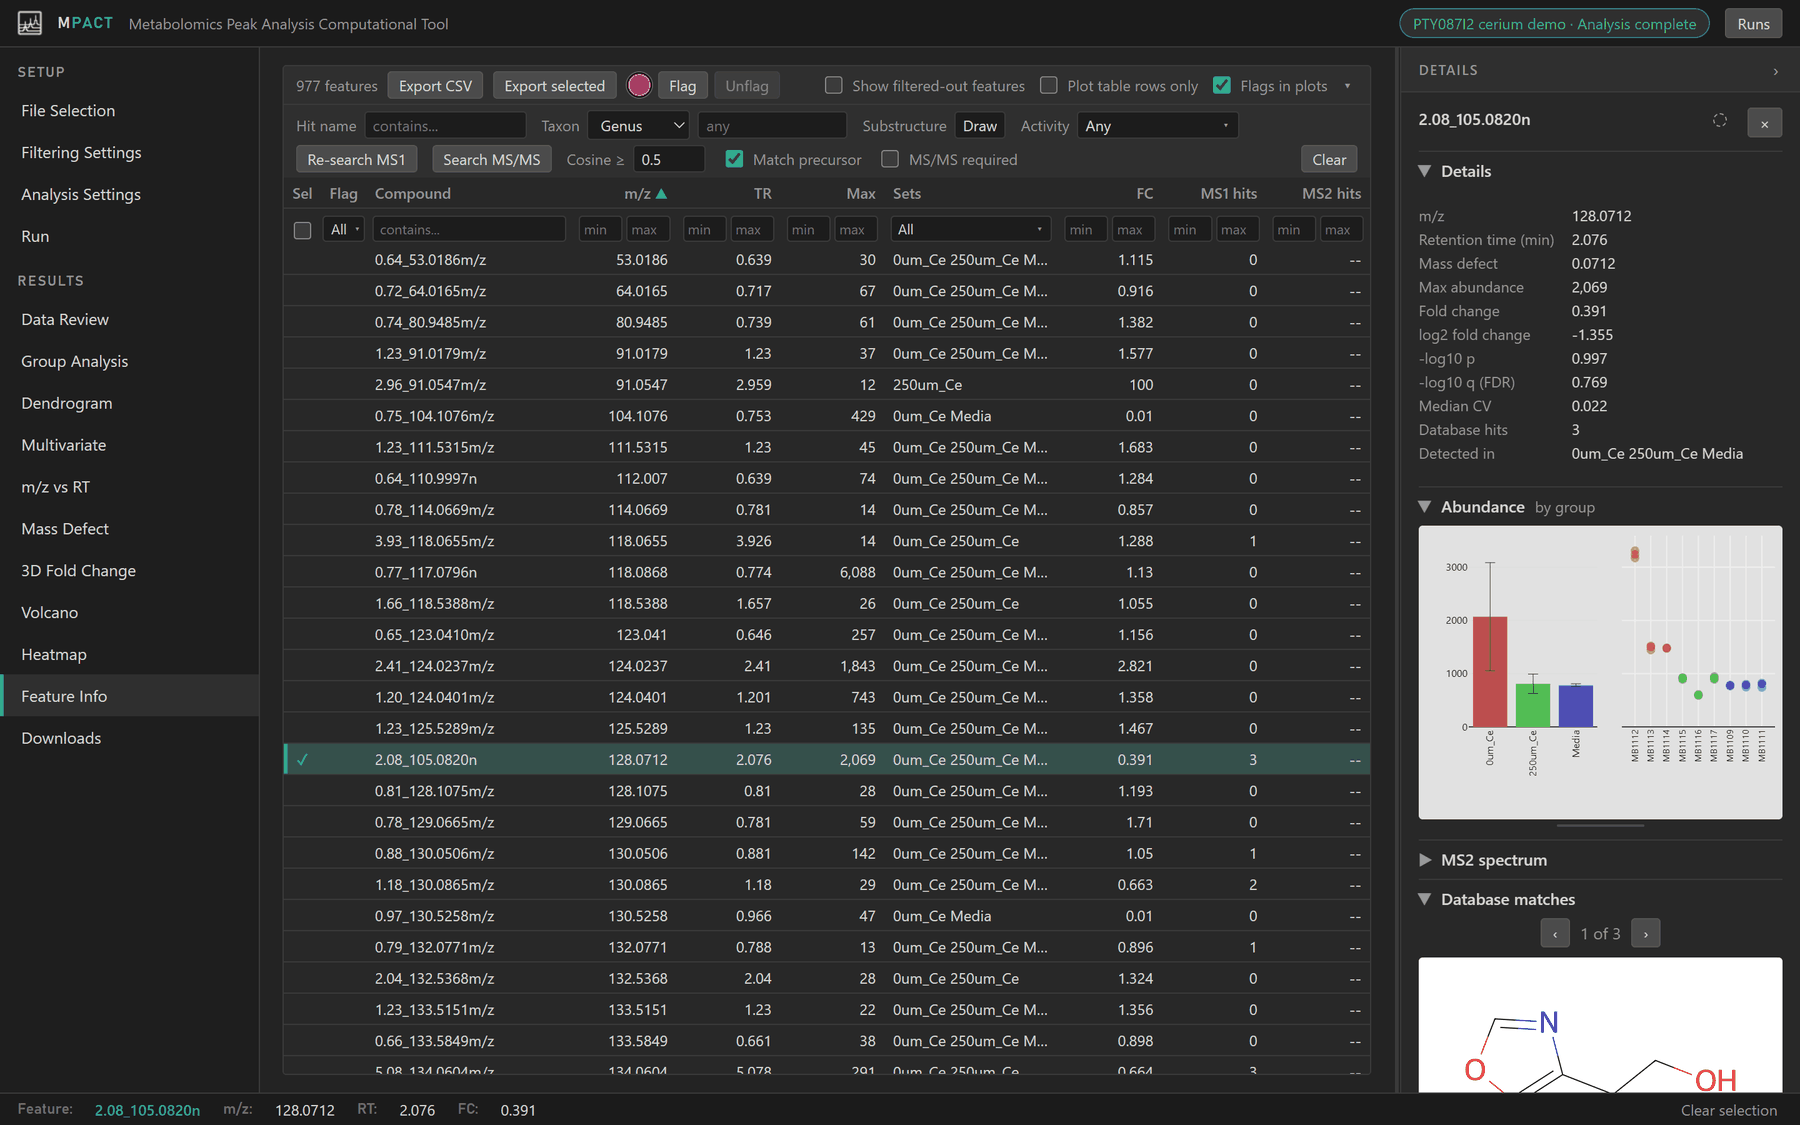 MPACT Metabolomics Peak Analysis Computational Tool PTY087I2 cerium demo · Analysis complete Runs
SETUP
File Selection
Filtering Settings
Analysis Settings
Run
RESULTS
Data Review
Group Analysis
Dendrogram
Multivariate
m/z vs RT
Mass Defect
3D Fold Change
Volcano
Heatmap
Feature Info
Downloads
977 features Export CSV Export selected Flag Unflag Show filtered-out features Plot table rows only Flags in plots
Hit name contains... Taxon Genus any Substructure Draw Activity Any
Re-search MS1 Search MS/MS Cosine ≥ 0.5 Match precursor MS/MS required Clear
Sel Flag Compound m/z ▲ TR Max Sets FC MS1 hits MS2 hits
All contains... min max min max min max All min max min max min max
0.64_53.0186m/z 53.0186 0.639 30 0um_Ce 250um_Ce M... 1.115 0 --
0.72_64.0165m/z 64.0165 0.717 67 0um_Ce 250um_Ce M... 0.916 0 --
0.74_80.9485m/z 80.9485 0.739 61 0um_Ce 250um_Ce M... 1.382 0 --
1.23_91.0179m/z 91.0179 1.23 37 0um_Ce 250um_Ce M... 1.577 0 --
2.96_91.0547m/z 91.0547 2.959 12 250um_Ce 100 0 --
0.75_104.1076m/z 104.1076 0.753 429 0um_Ce Media 0.01 0 --
1.23_111.5315m/z 111.5315 1.23 45 0um_Ce 250um_Ce M... 1.683 0 --
0.64_110.9997n 112.007 0.639 74 0um_Ce 250um_Ce M... 1.284 0 --
0.78_114.0669m/z 114.0669 0.781 14 0um_Ce 250um_Ce M... 0.857 0 --
3.93_118.0655m/z 118.0655 3.926 14 0um_Ce 250um_Ce 1.288 1 --
0.77_117.0796n 118.0868 0.774 6,088 0um_Ce 250um_Ce M... 1.13 0 --
1.66_118.5388m/z 118.5388 1.657 26 0um_Ce 250um_Ce 1.055 0 --
0.65_123.0410m/z 123.041 0.646 257 0um_Ce 250um_Ce M... 1.156 0 --
2.41_124.0237m/z 124.0237 2.41 1,843 0um_Ce 250um_Ce M... 2.821 0 --
1.20_124.0401m/z 124.0401 1.201 743 0um_Ce 250um_Ce M... 1.358 0 --
1.23_125.5289m/z 125.5289 1.23 135 0um_Ce 250um_Ce M... 1.467 0 --
✓ 2.08_105.0820n 128.0712 2.076 2,069 0um_Ce 250um_Ce M... 0.391 3 --
0.81_128.1075m/z 128.1075 0.81 28 0um_Ce 250um_Ce M... 1.193 0 --
0.78_129.0665m/z 129.0665 0.781 59 0um_Ce 250um_Ce M... 1.71 0 --
0.88_130.0506m/z 130.0506 0.881 142 0um_Ce 250um_Ce M... 1.05 1 --
1.18_130.0865m/z 130.0865 1.18 29 0um_Ce 250um_Ce M... 0.663 2 --
0.97_130.5258m/z 130.5258 0.966 47 0um_Ce Media 0.01 0 --
0.79_132.0771m/z 132.0771 0.788 13 0um_Ce 250um_Ce M... 0.896 1 --
2.04_132.5368m/z 132.5368 2.04 28 0um_Ce 250um_Ce 1.324 0 --
1.23_133.5151m/z 133.5151 1.23 22 0um_Ce 250um_Ce M... 1.356 0 --
0.66_133.5849m/z 133.5849 0.661 38 0um_Ce 250um_Ce M... 0.898 0 --
5.08_134.0604m/z 134.0604 5.078 291 0um_Ce 250um_Ce M... 0.664 3 --
DETAILS ›
2.08_105.0820n ×
Details
m/z 128.0712
Retention time (min) 2.076
Mass defect 0.0712
Max abundance 2,069
Fold change 0.391
log2 fold change -1.355
-log10 p 0.997
-log10 q (FDR) 0.769
Median CV 0.022
Database hits 3
Detected in 0um_Ce 250um_Ce Media
Abundance by group
3000
2000
1000
0
0um_Ce 250um_Ce Media MB1112 MB1113 MB1114 MB1115 MB1116 MB1117 MB1109 MB1110 MB1111
MS2 spectrum
Database matches
‹ 1 of 3 ›
N
O
OH
Feature: 2.08_105.0820n m/z: 128.0712 RT: 2.076 FC: 0.391 Clear selection